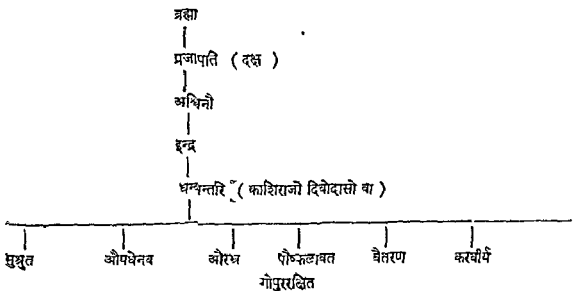 ब्रह्मा
प्रजापति ( दक्ष )
अश्विनौ
इन्द्र
धन्वन्तरि ( काशिराजो दिवोदासो वा )
सुश्रुत औपधेनव औरभ्र पौष्कलावत वैतरण करवीर्य
गोपुररक्षित